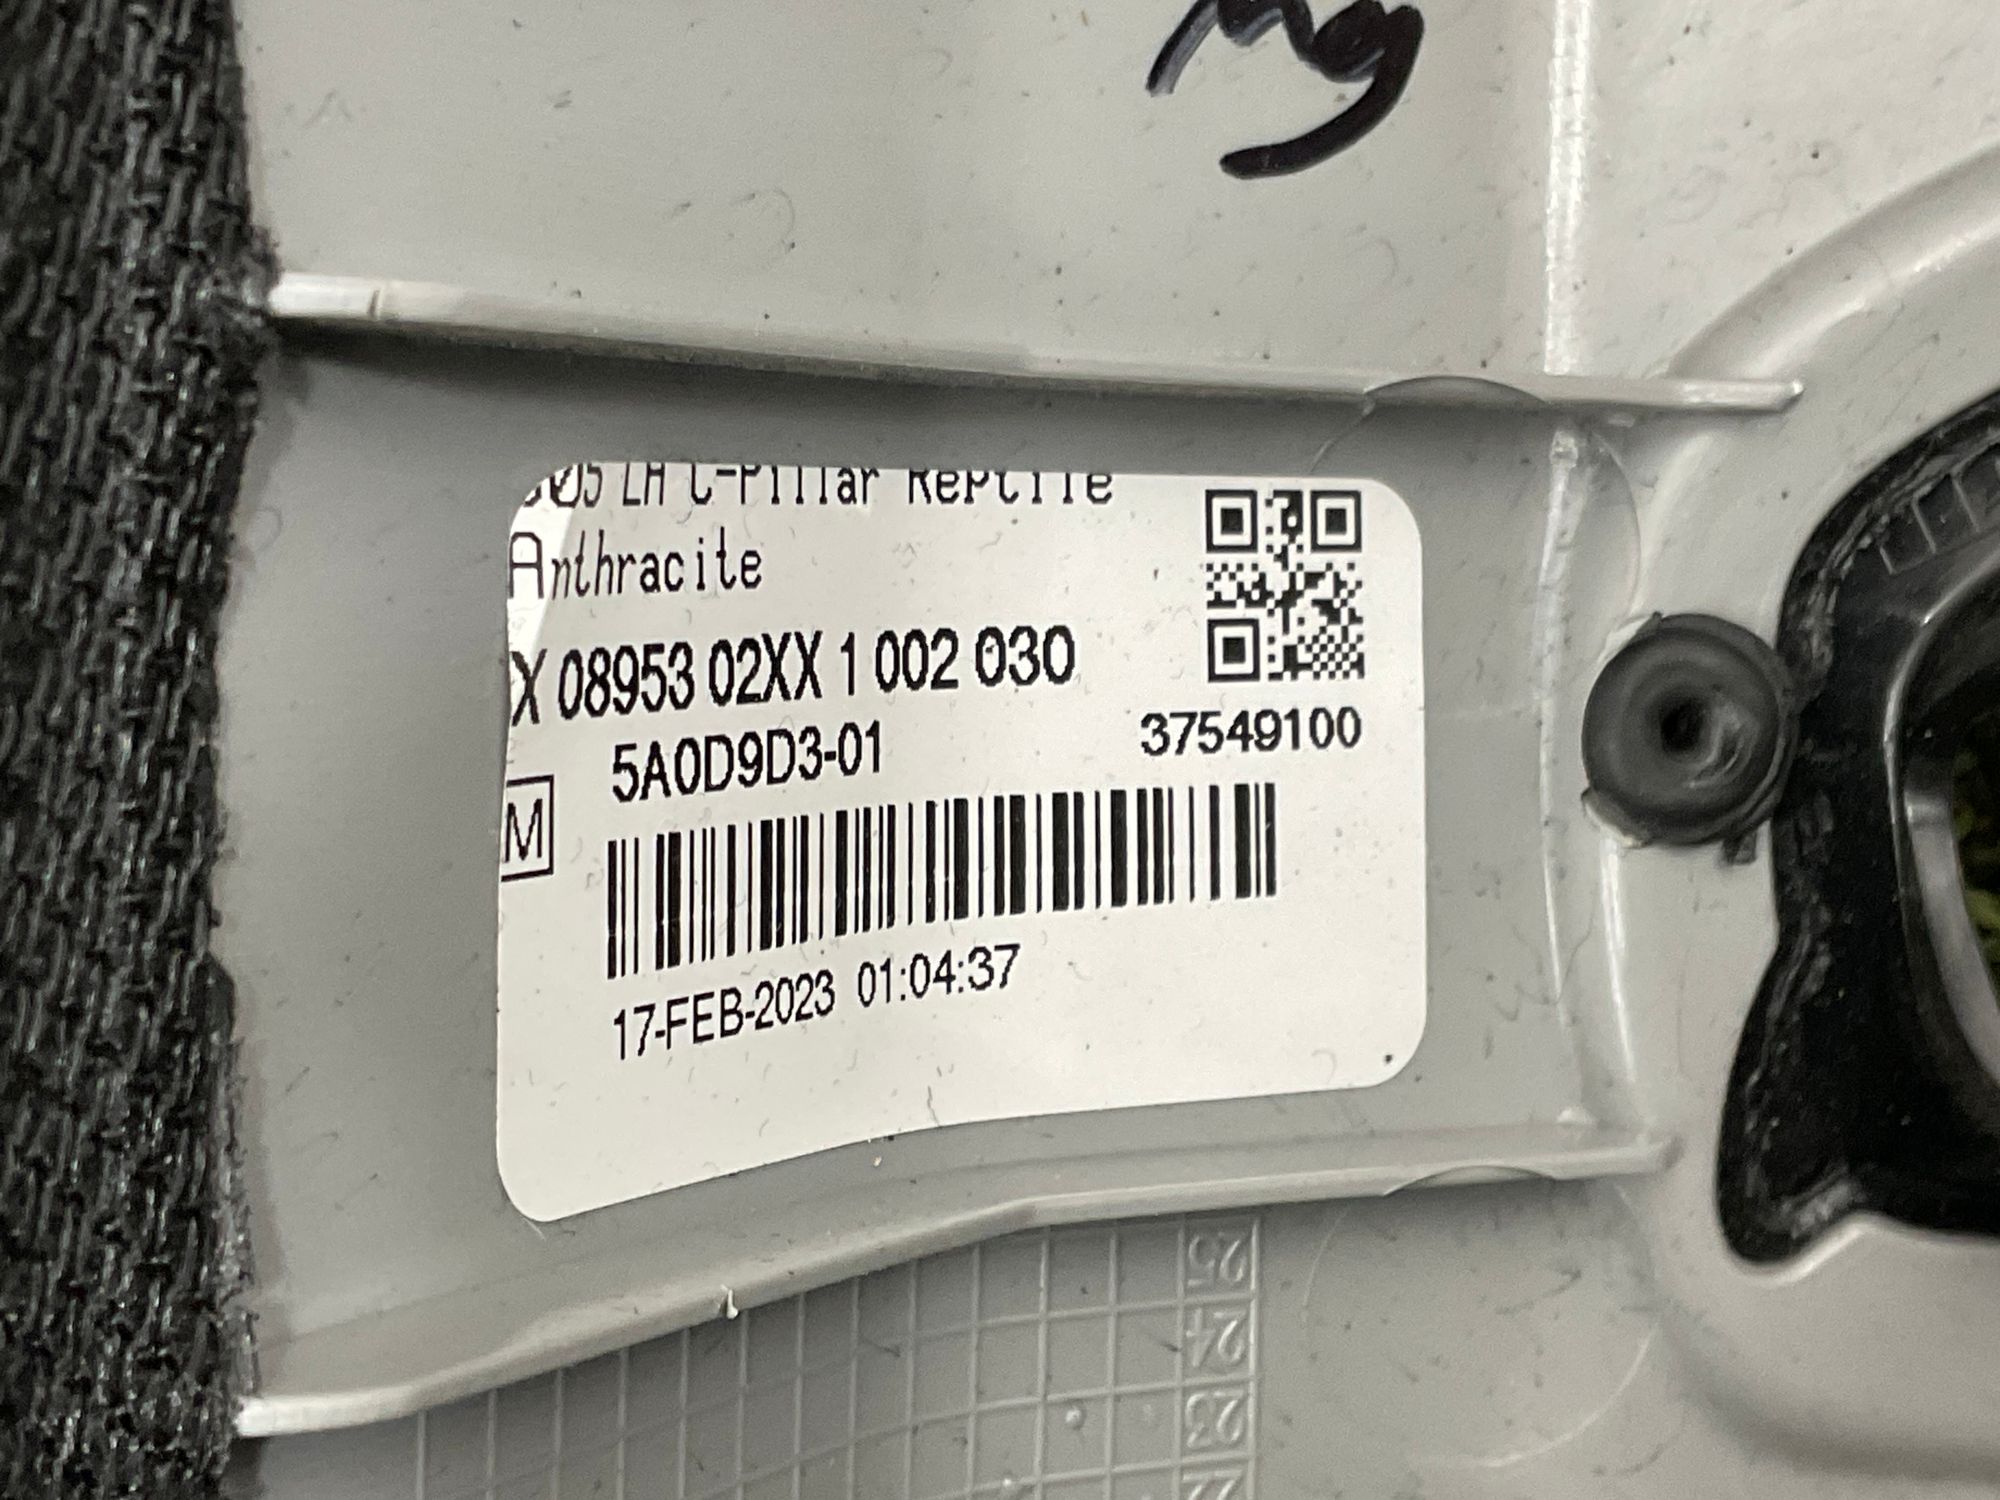 LH C-Pillar Reptile
Anthracite
X 08953 02XX 1 002 030
5A0D9D3-01
37549100
M
17-FEB-2023 01:04:37
25
24
23